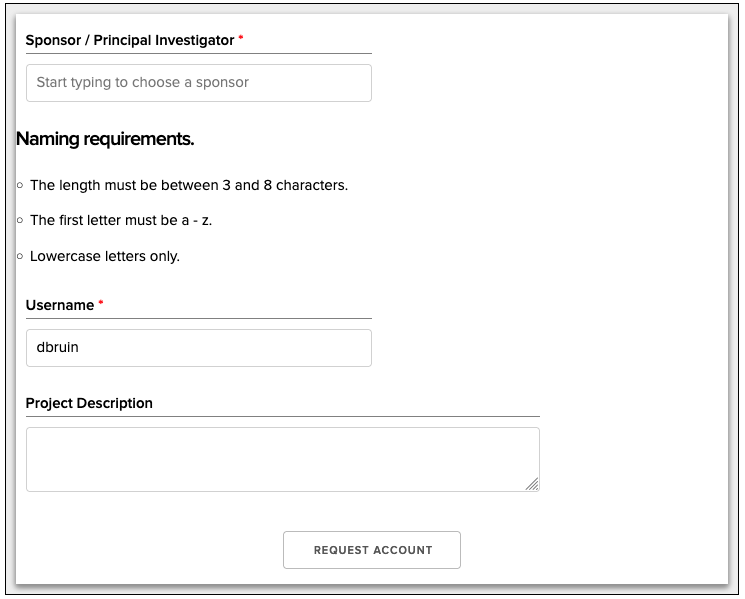 Sponsor / Principal Investigator *
Start typing to choose a sponsor
Naming requirements.
The length must be between 3 and 8 characters.
The first letter must be a - z.
Lowercase letters only.
Username *
dbruin
Project Description
REQUEST ACCOUNT